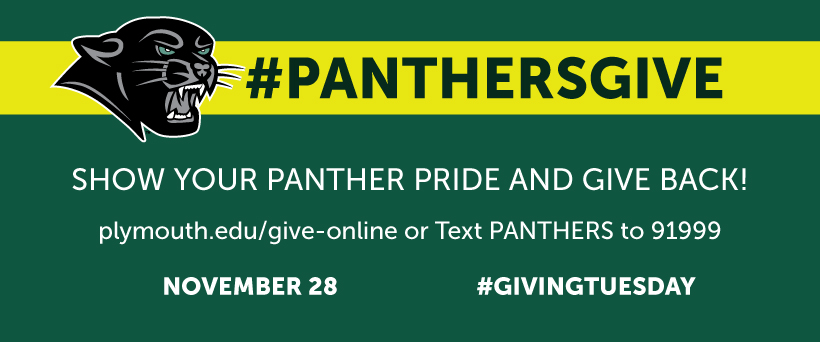 #PANTHERSGIVE
SHOW YOUR PANTHER PRIDE AND GIVE BACK!
plymouth.edu/give-online or Text PANTHERS to 91999
NOVEMBER 28 #GIVINGTUESDAY